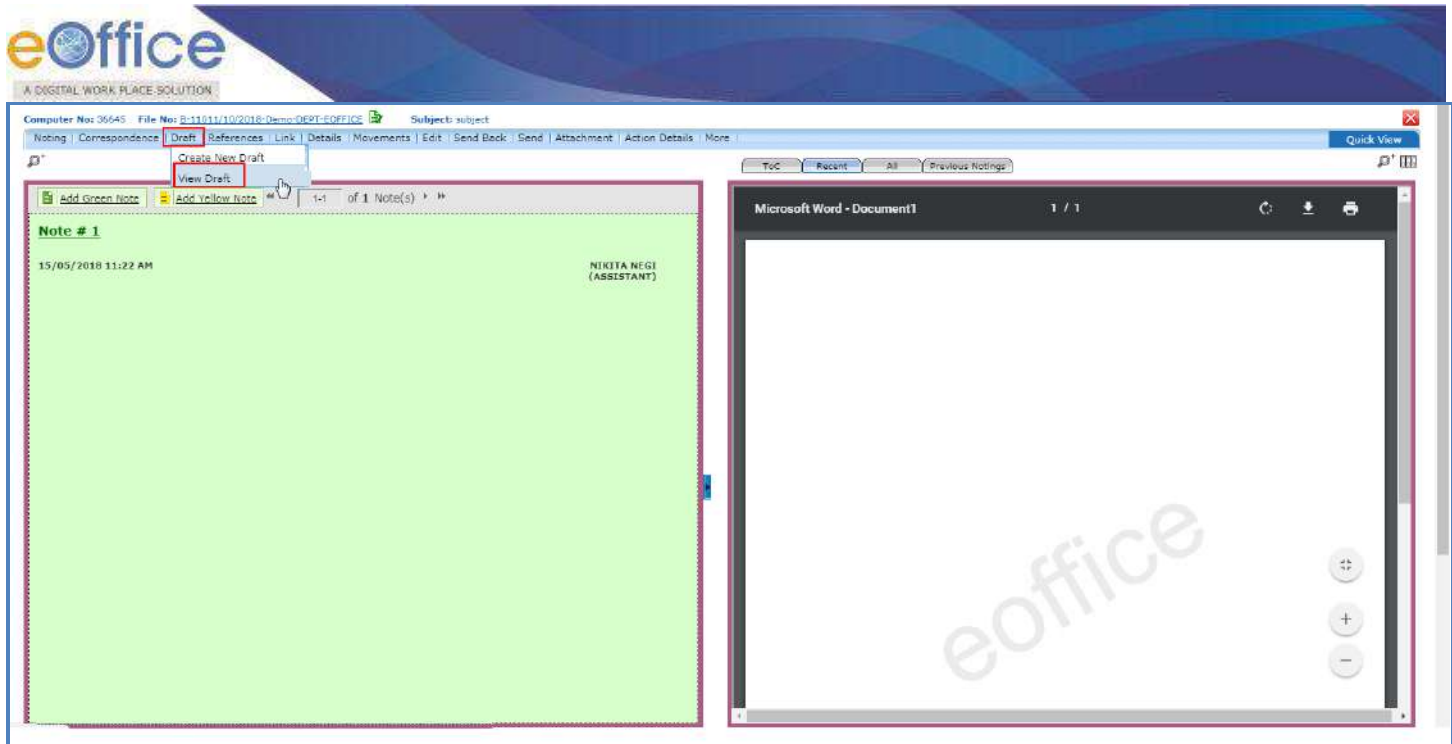 eOffice
A DIGITAL WORK PLACE SOLUTION
Computer No: 36645 File No: B-11011/10/2018-Demo-DEPT-EOFFICE Subject: subject
Noting | Correspondence | Draft | References | Link | Details | Movements | Edit | Send Back | Send | Attachment | Action Details | More
Quick View
Create New Draft
View Draft
ToC Recent All Previous Notings
Add Green Note Add Yellow Note 1-1 of 1 Note(s)
Microsoft Word - Document1 1 / 1
Note # 1
15/05/2018 11:22 AM NIKITA NEGI
(ASSISTANT)
eoffice